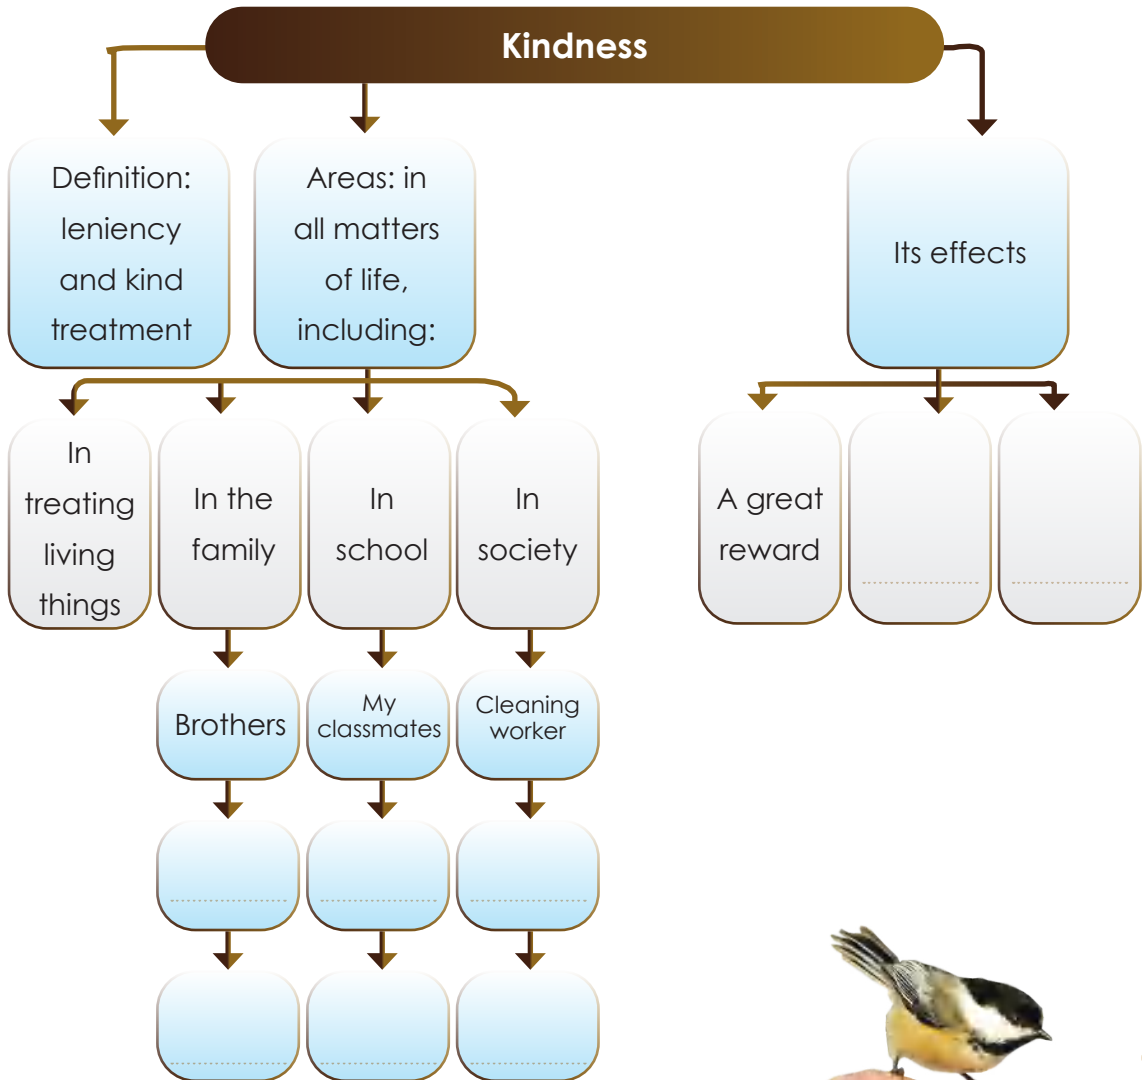 Kindness
Definition:
leniency
and kind
treatment
Areas: in
all matters
of life,
including:
Its effects
In
treating
living
things
In the
family
In
school
In
society
A great
reward
Brothers
My
classmates
Cleaning
worker